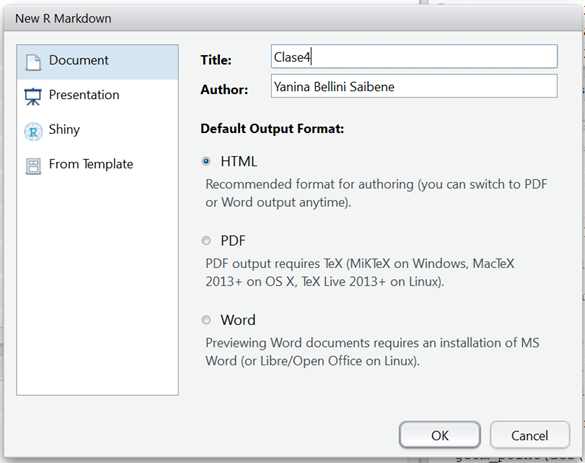 New R Markdown
Document
Presentation
Shiny
From Template
Title: Clase4
Author: Yanina Bellini Saibene
Default Output Format:
HTML
Recommended format for authoring (you can switch to PDF
or Word output anytime).
PDF
PDF output requires TeX (MiKTeX on Windows, MacTeX
2013+ on OS X, TeX Live 2013+ on Linux).
Word
Previewing Word documents requires an installation of MS
Word (or Libre/Open Office on Linux).
OK Cancel